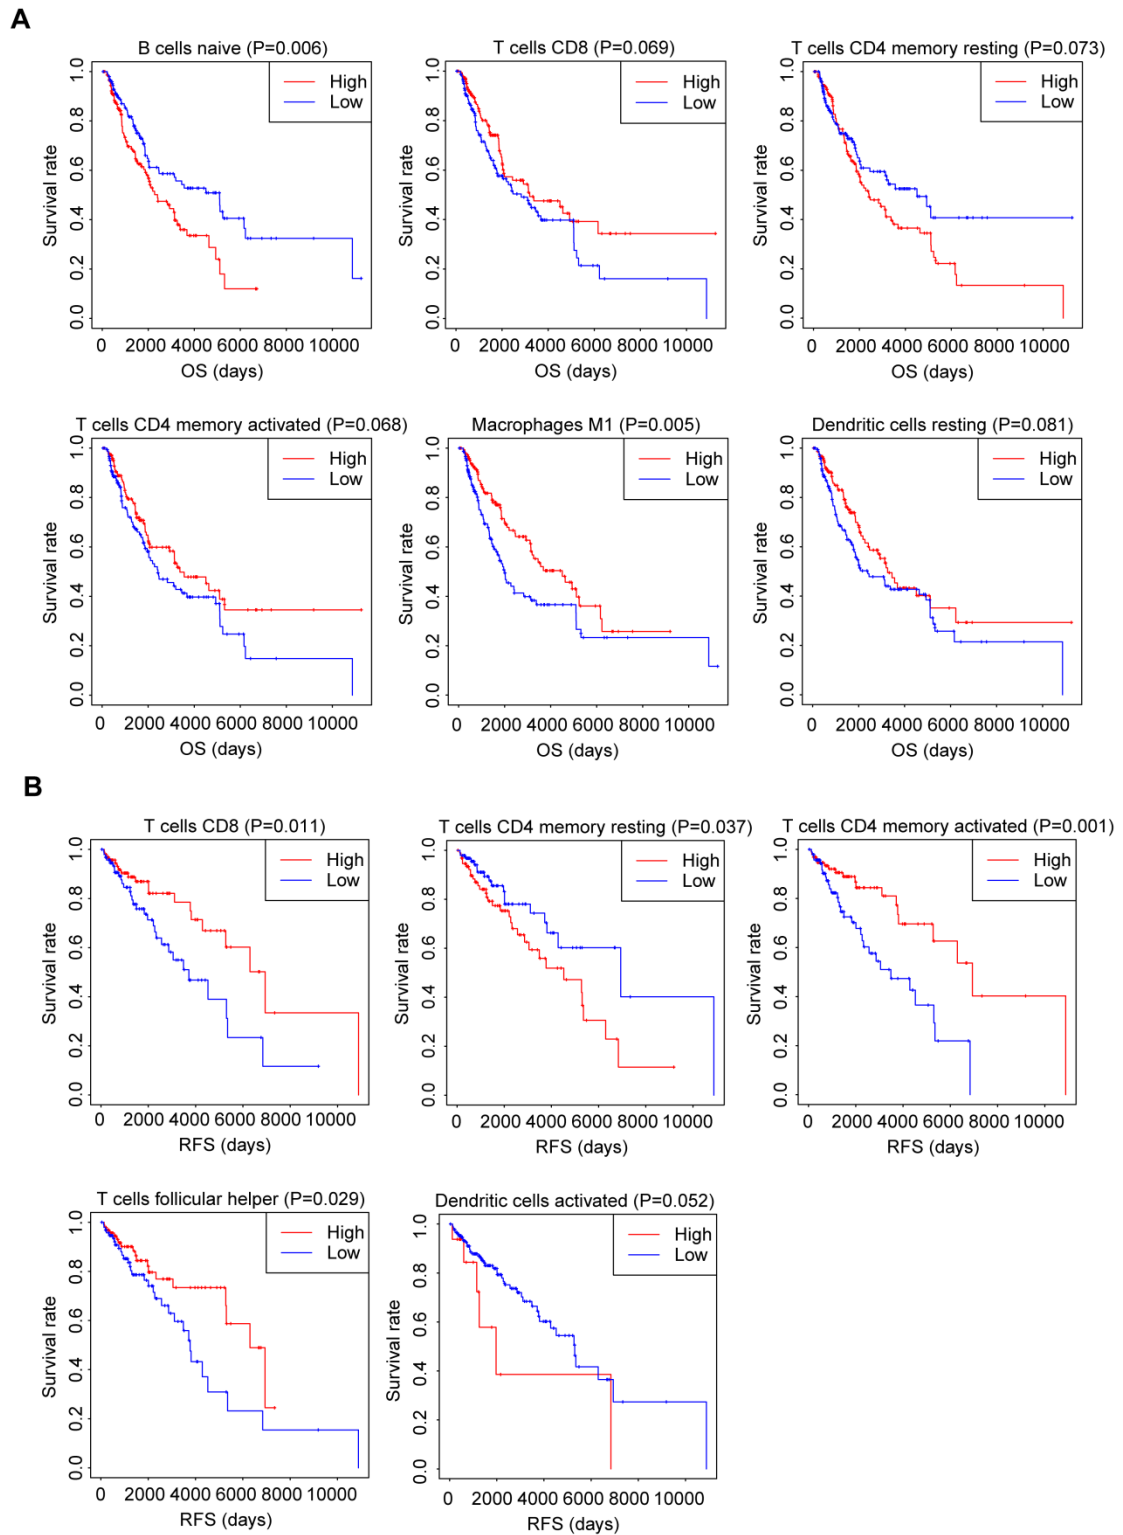 A
B cells naive (P=0.006)
High
Low
Survival rate
0.0 0.2 0.4 0.6 0.8 1.0
0 2000 4000 6000 8000 10000
OS (days)
T cells CD8 (P=0.069)
High
Low
Survival rate
0.0 0.2 0.4 0.6 0.8 1.0
0 2000 4000 6000 8000 10000
OS (days)
T cells CD4 memory resting (P=0.073)
High
Low
Survival rate
0.0 0.2 0.4 0.6 0.8 1.0
0 2000 4000 6000 8000 10000
OS (days)
T cells CD4 memory activated (P=0.068)
High
Low
Survival rate
0.0 0.2 0.4 0.6 0.8 1.0
0 2000 4000 6000 8000 10000
OS (days)
Macrophages M1 (P=0.005)
High
Low
Survival rate
0.0 0.2 0.4 0.6 0.8 1.0
0 2000 4000 6000 8000 10000
OS (days)
Dendritic cells resting (P=0.081)
High
Low
Survival rate
0.0 0.2 0.4 0.6 0.8 1.0
0 2000 4000 6000 8000 10000
OS (days)
B
T cells CD8 (P=0.011)
High
Low
Survival rate
0.0 0.2 0.4 0.6 0.8 1.0
0 2000 4000 6000 8000 10000
RFS (days)
T cells CD4 memory resting (P=0.037)
High
Low
Survival rate
0.0 0.2 0.4 0.6 0.8 1.0
0 2000 4000 6000 8000 10000
RFS (days)
T cells CD4 memory activated (P=0.001)
High
Low
Survival rate
0.0 0.2 0.4 0.6 0.8 1.0
0 2000 4000 6000 8000 10000
RFS (days)
T cells follicular helper (P=0.029)
High
Low
Survival rate
0.0 0.2 0.4 0.6 0.8 1.0
0 2000 4000 6000 8000 10000
RFS (days)
Dendritic cells activated (P=0.052)
High
Low
Survival rate
0.0 0.2 0.4 0.6 0.8 1.0
0 2000 4000 6000 8000 10000
RFS (days)